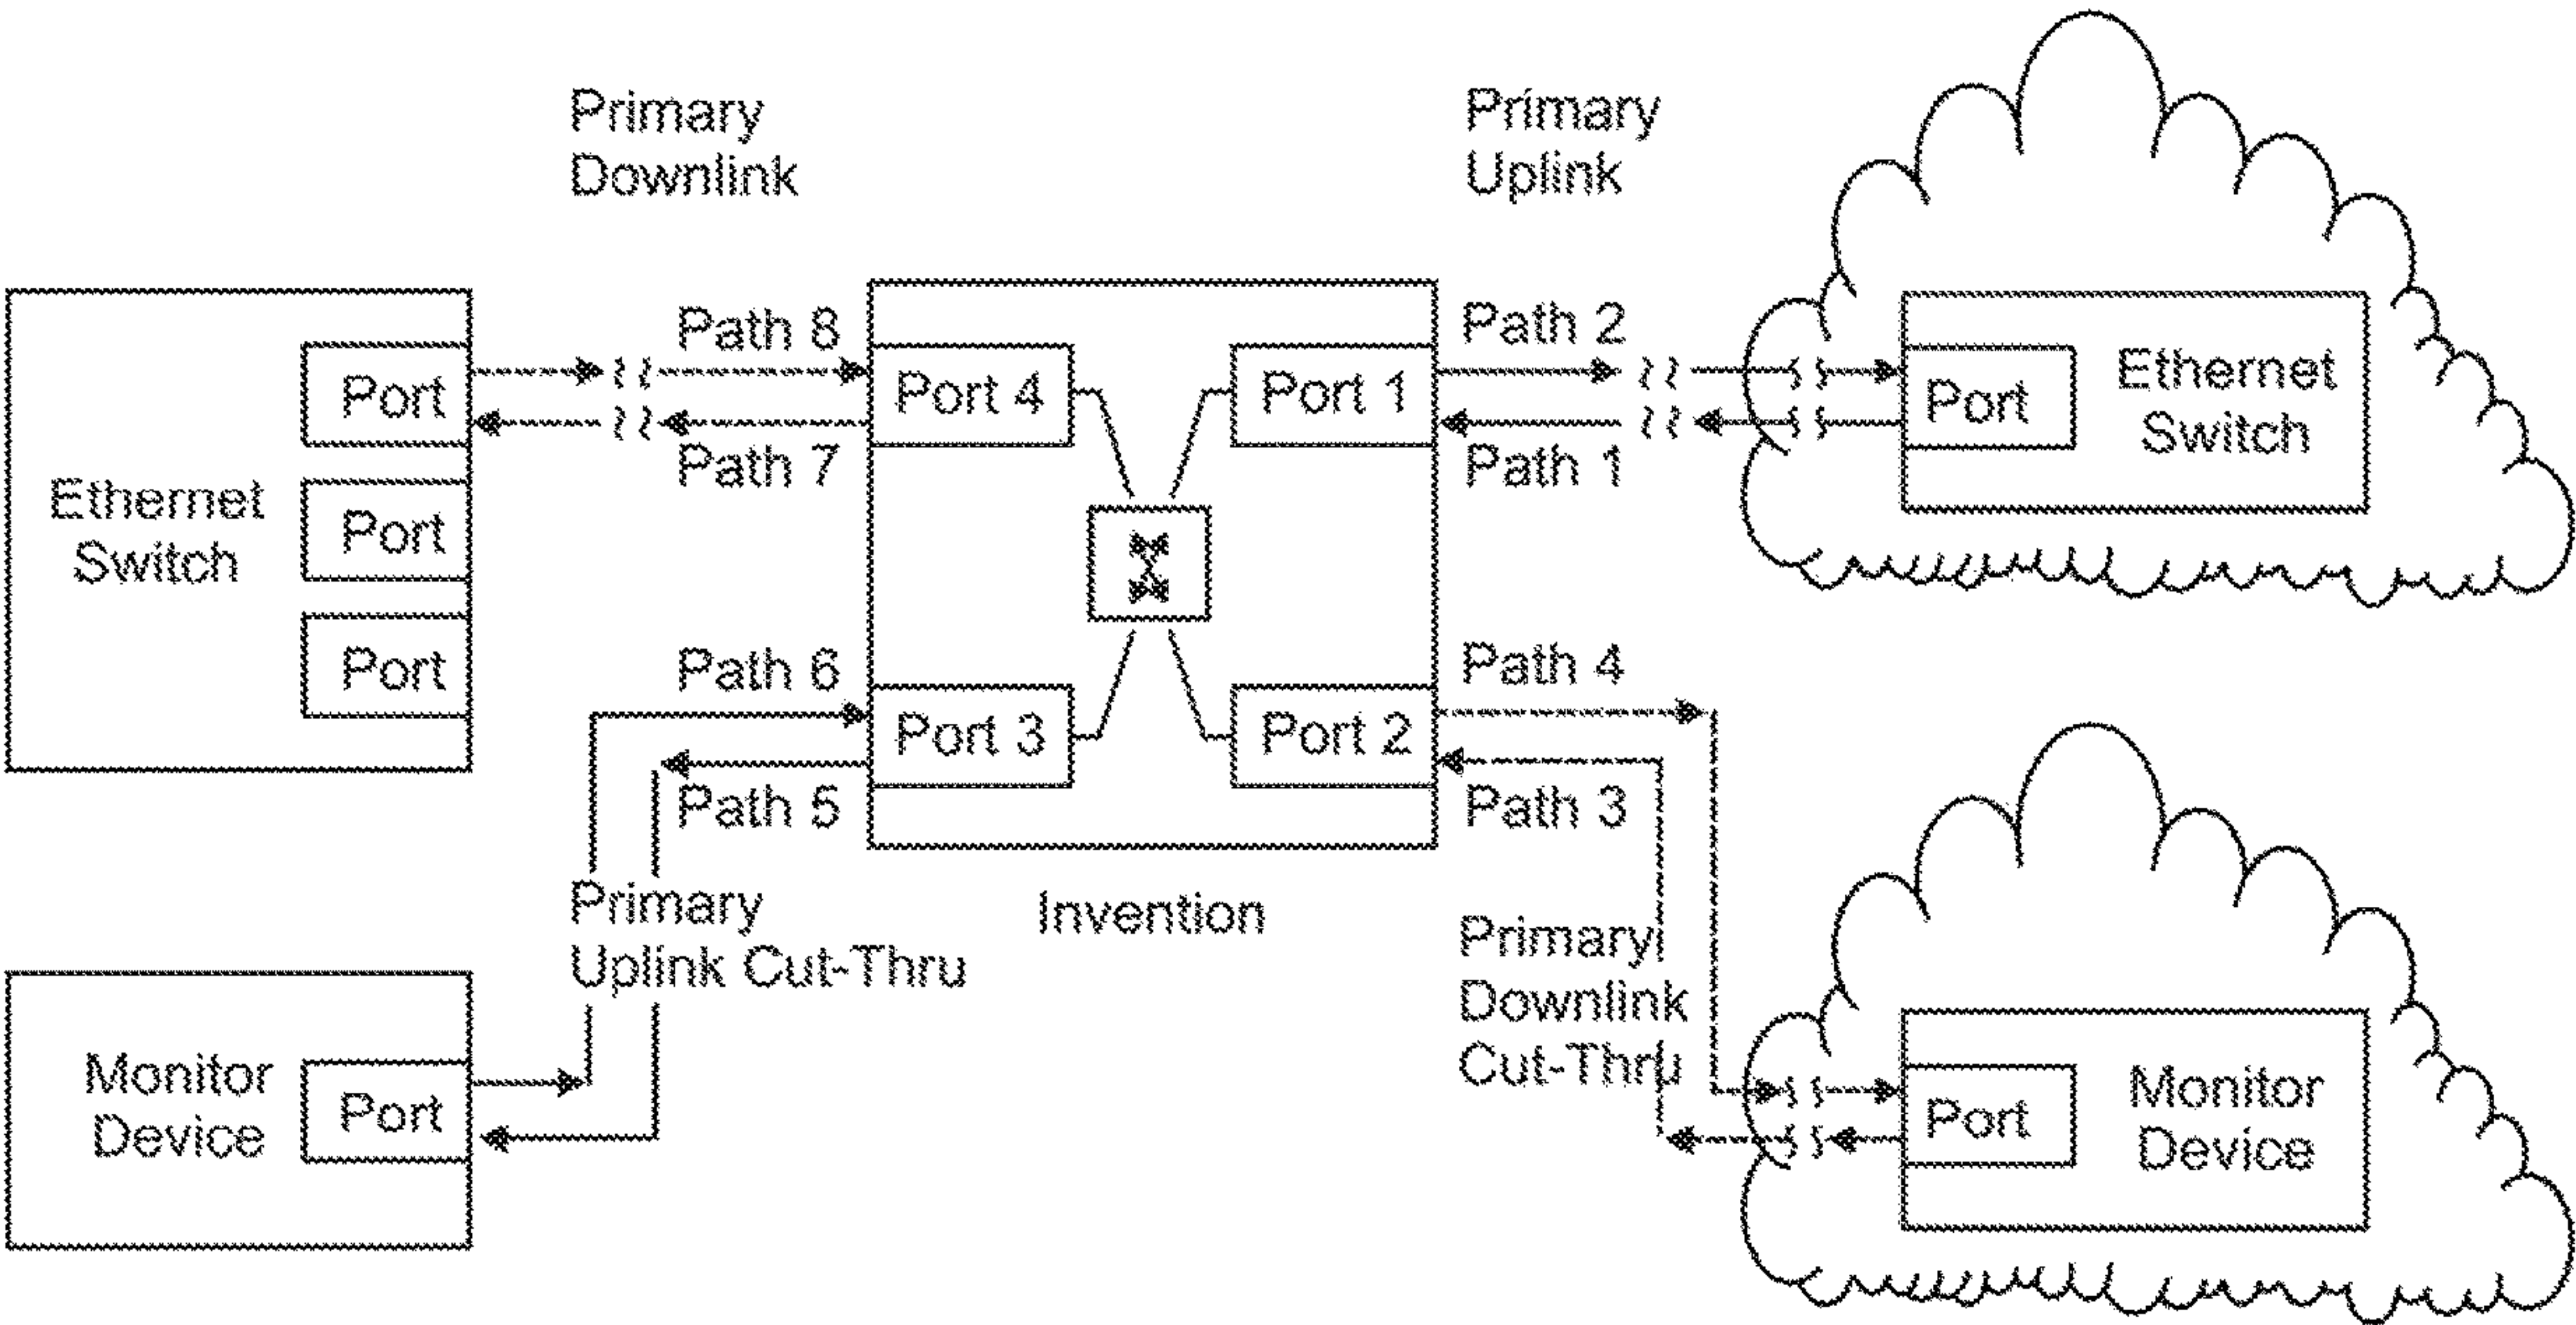 Primary
Downlink
Primary
Uplink
Path 8
Path 2
Port
Port 4
Port 1
Port
Ethernet
Switch
Path 7
Path 1
Ethernet
Switch
Port
Port
Path 6
Path 4
Port 3
Port 2
Path 5
Path 3
Primary
Uplink Cut-Thru
Invention
Primary
Downlink
Cut-Thru
Monitor
Device
Port
Port
Monitor
Device